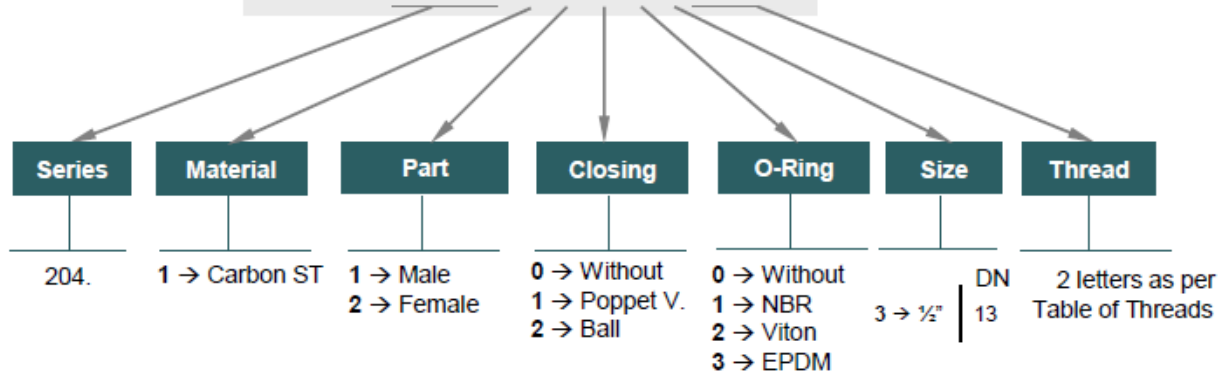 Series
Material
Part
Closing
O-Ring
Size
Thread
204.
1 → Carbon ST
1 → Male
2 → Female
0 → Without
1 → Poppet V.
2 → Ball
0 → Without
1 → NBR
2 → Viton
3 → EPDM
DN
3 → ½” 13
2 letters as per
Table of Threads